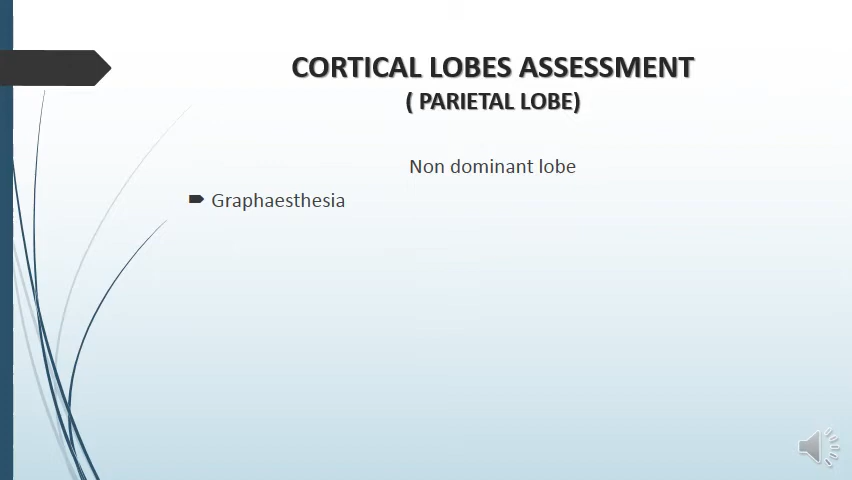 CORTICAL LOBES ASSESSMENT
( PARIETAL LOBE)
Non dominant lobe
Graphaesthesia